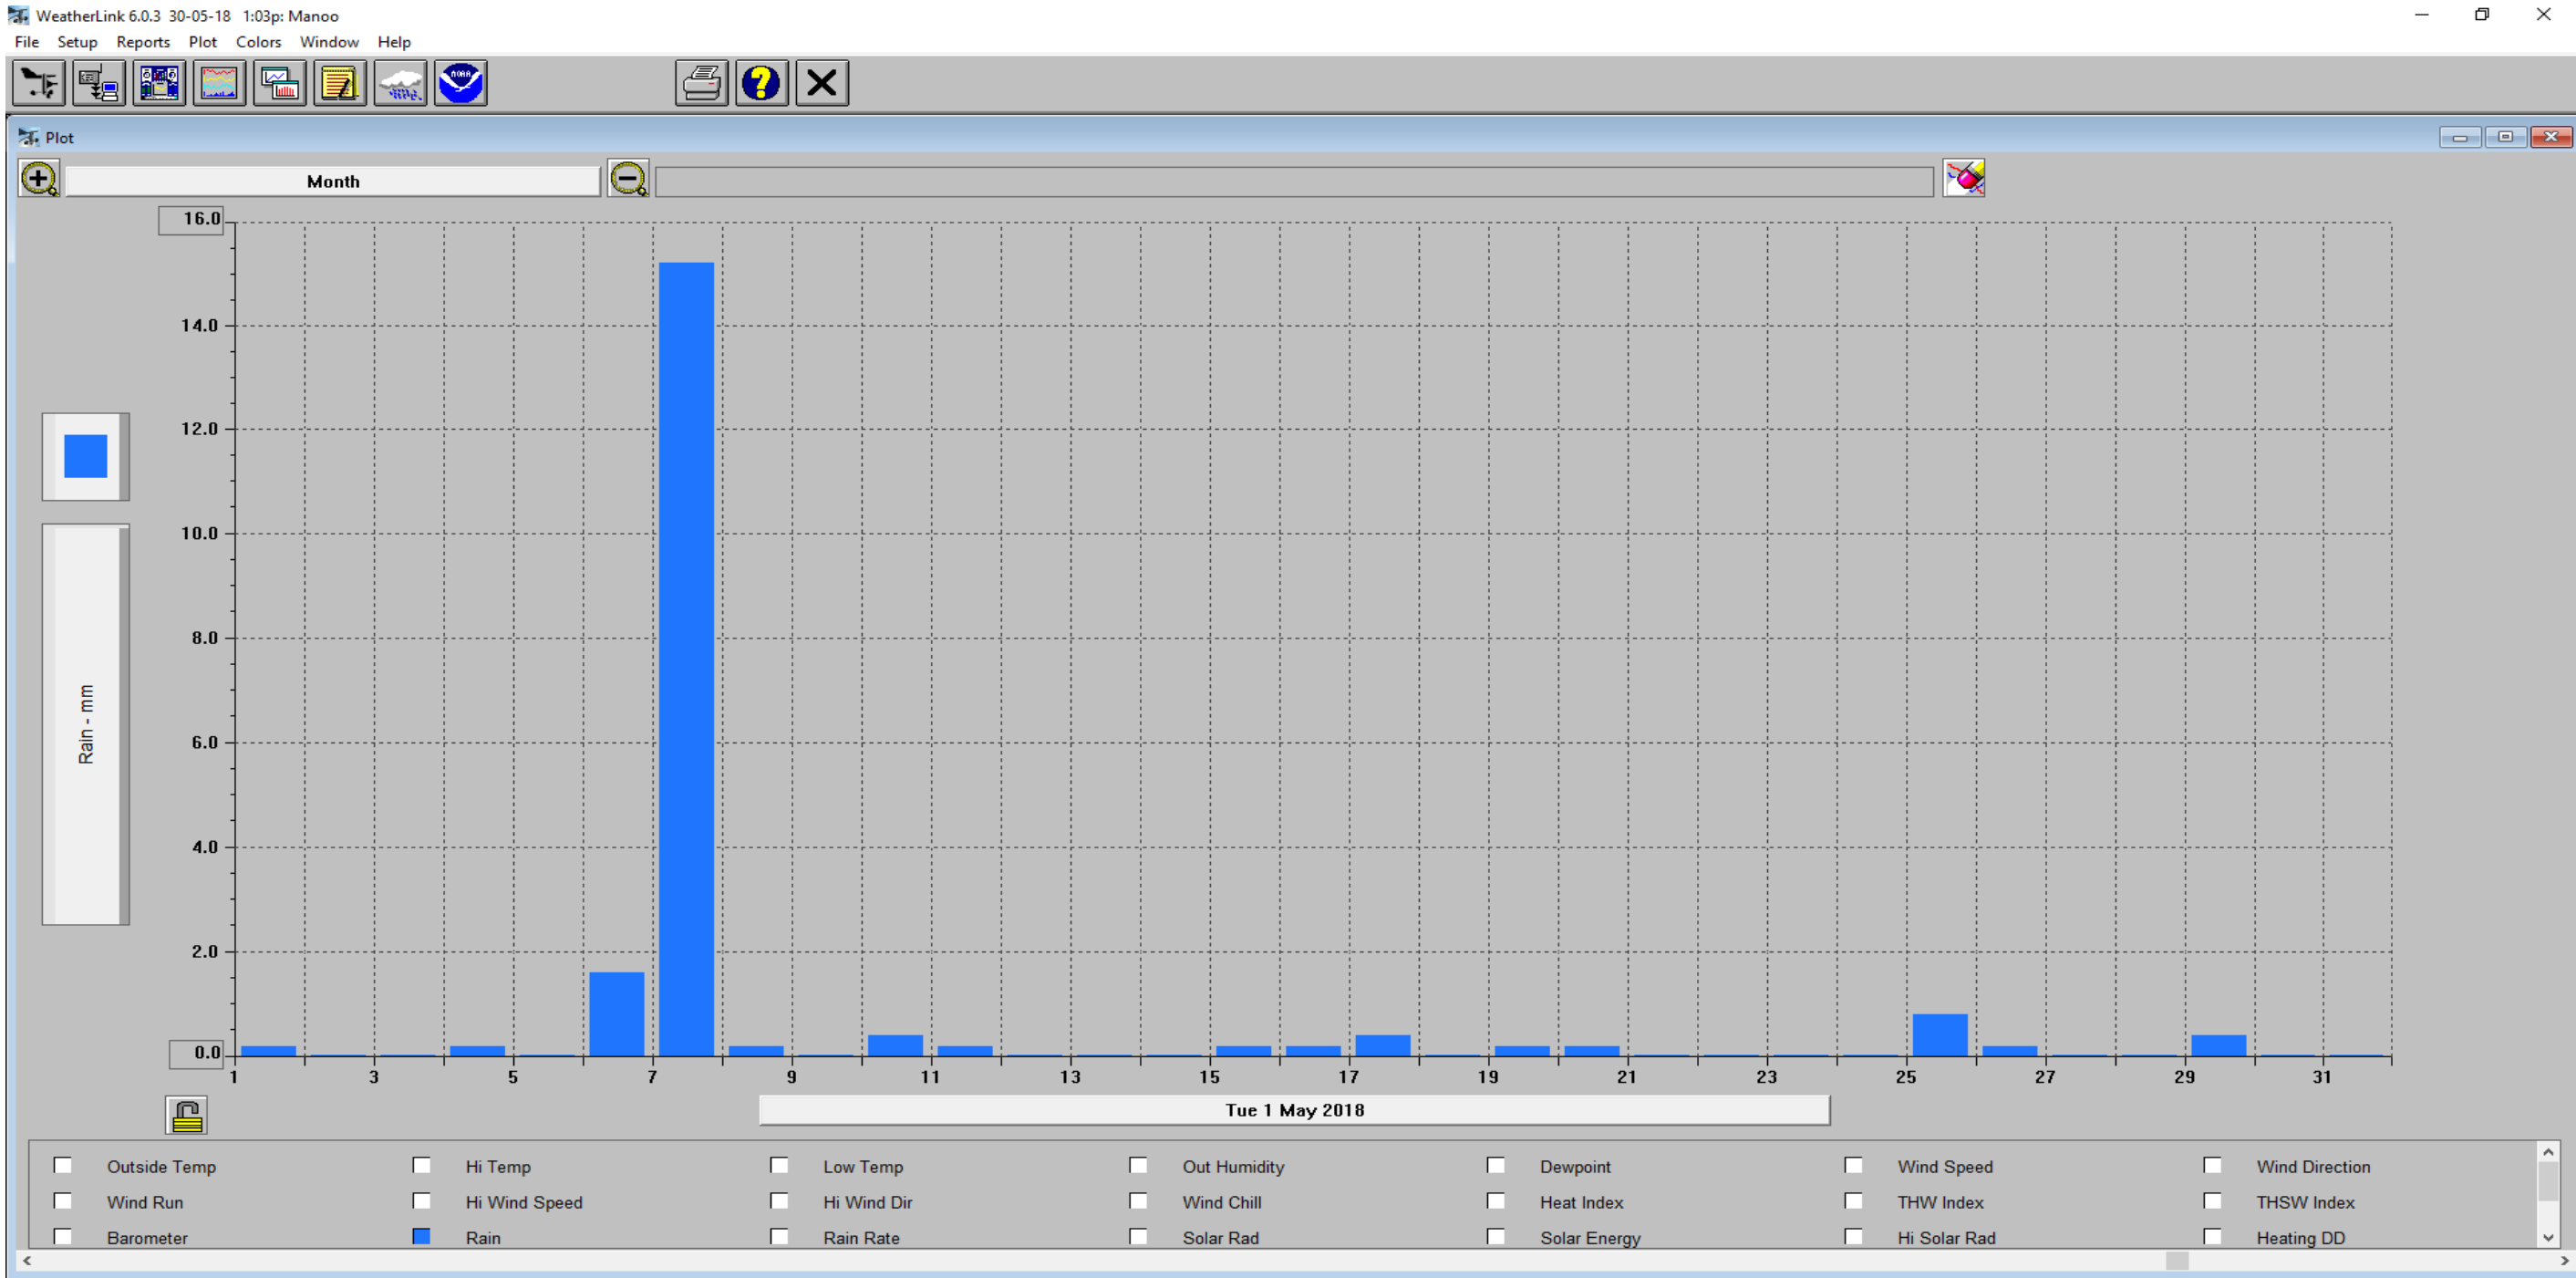 WeatherLink 6.0.3 30-05-18 1:03p: Manoo
File Setup Reports Plot Colors Window Help
NOAA
Plot
Month
16.0
14.0
12.0
10.0
8.0
6.0
4.0
2.0
0.0
Rain - mm
1 3 5 7 9 11 13 15 17 19 21 23 25 27 29 31
Tue 1 May 2018
Outside Temp Hi Temp Low Temp Out Humidity Dewpoint Wind Speed Wind Direction
Wind Run Hi Wind Speed Hi Wind Dir Wind Chill Heat Index THW Index THSW Index
Barometer Rain Rain Rate Solar Rad Solar Energy Hi Solar Rad Heating DD